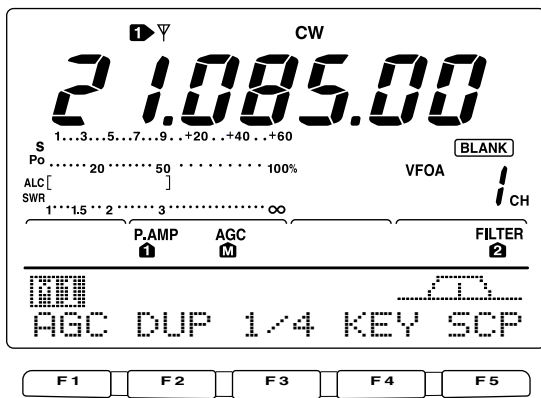 1 CW
21.085.00
1...3...5...7...9..+20..+40..+60
S
BLANK
Po ...... 20 ........ 50 ........ 100%
VFOA
1 CH
ALC [ ]
SWR
1....1.5..2 .... 3 ............ ∞
P.AMP AGC FILTER
1 M 2
M1
AGC DUP 1/4 KEY SCP
F1 F2 F3 F4 F5